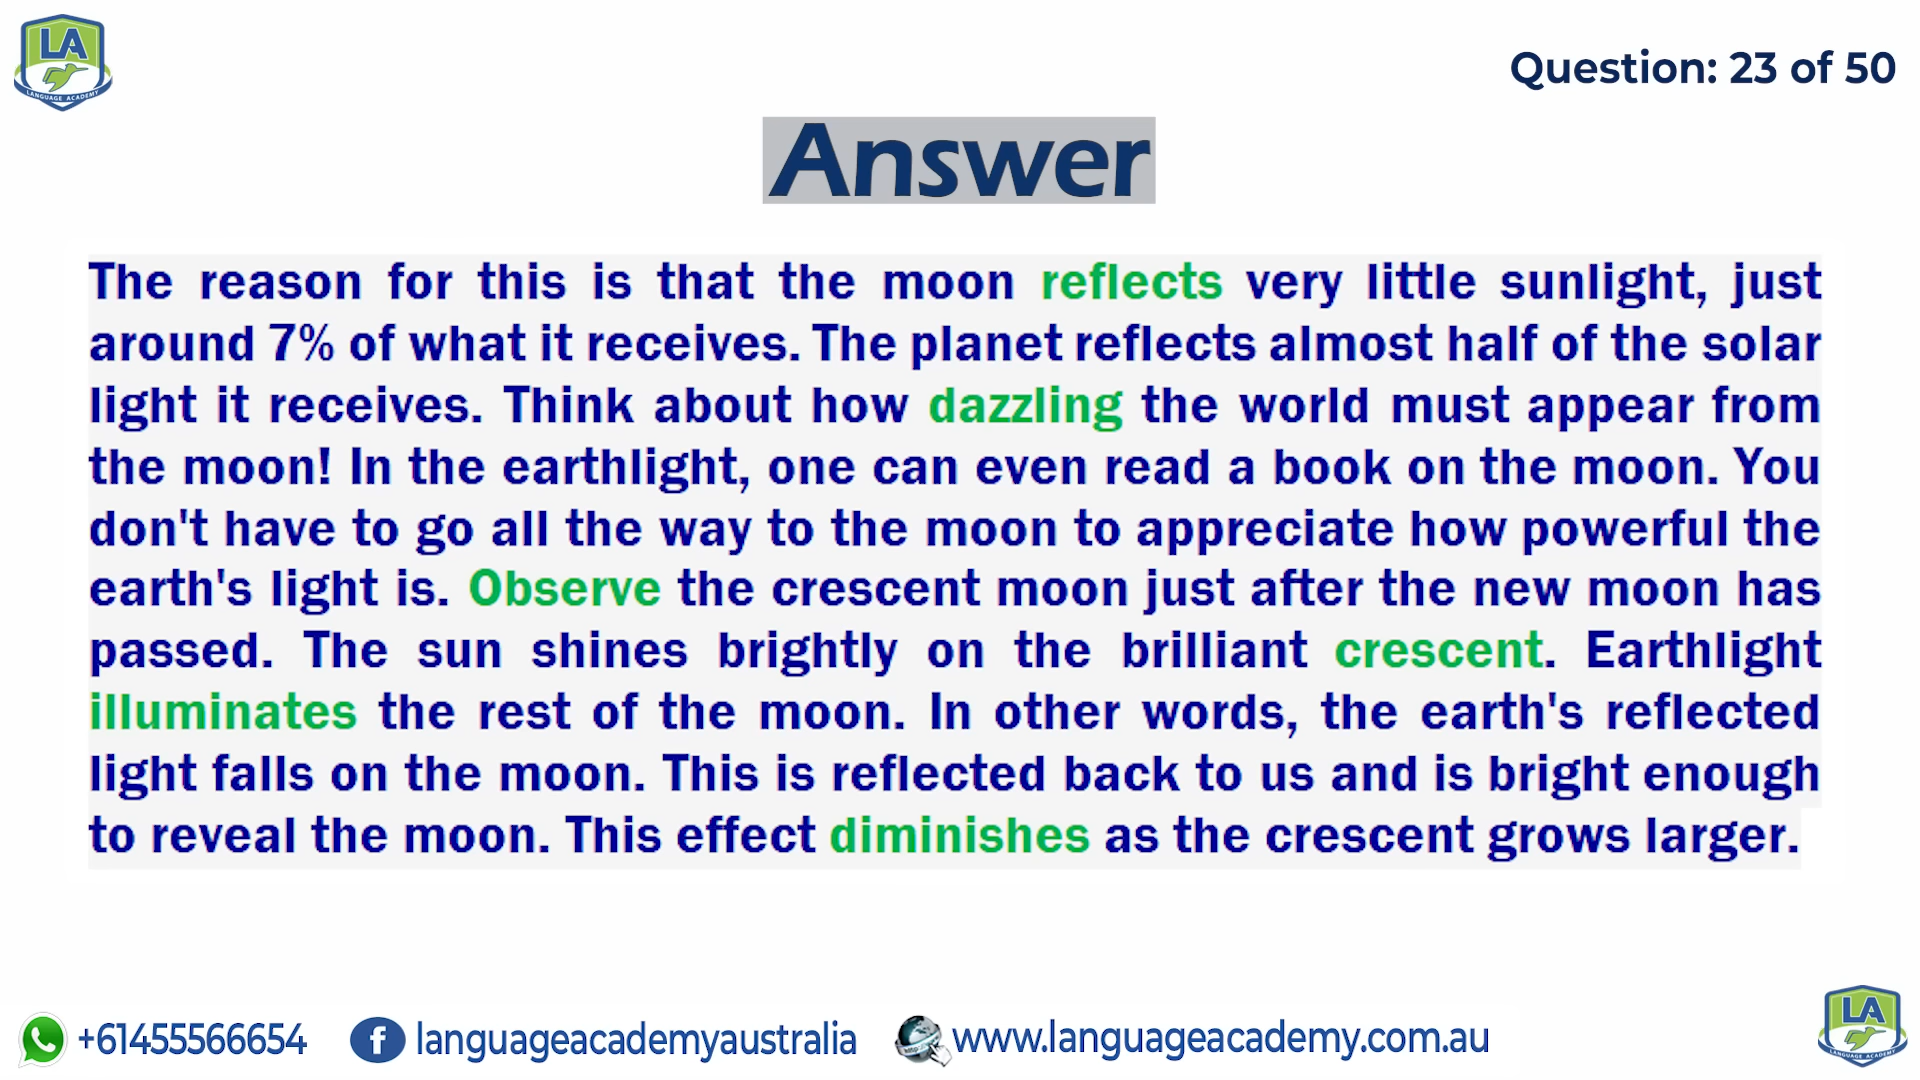 LA
LANGUAGE ACADEMY
Question: 23 of 50
Answer
The reason for this is that the moon reflects very little sunlight, just
around 7% of what it receives. The planet reflects almost half of the solar
light it receives. Think about how dazzling the world must appear from
the moon! In the earthlight, one can even read a book on the moon. You
don't have to go all the way to the moon to appreciate how powerful the
earth's light is. Observe the crescent moon just after the new moon has
passed. The sun shines brightly on the brilliant crescent. Earthlight
illuminates the rest of the moon. In other words, the earth's reflected
light falls on the moon. This is reflected back to us and is bright enough
to reveal the moon. This effect diminishes as the crescent grows larger.
+61455566654 languageacademyaustralia www.languageacademy.com.au
LA
LANGUAGE ACADEMY